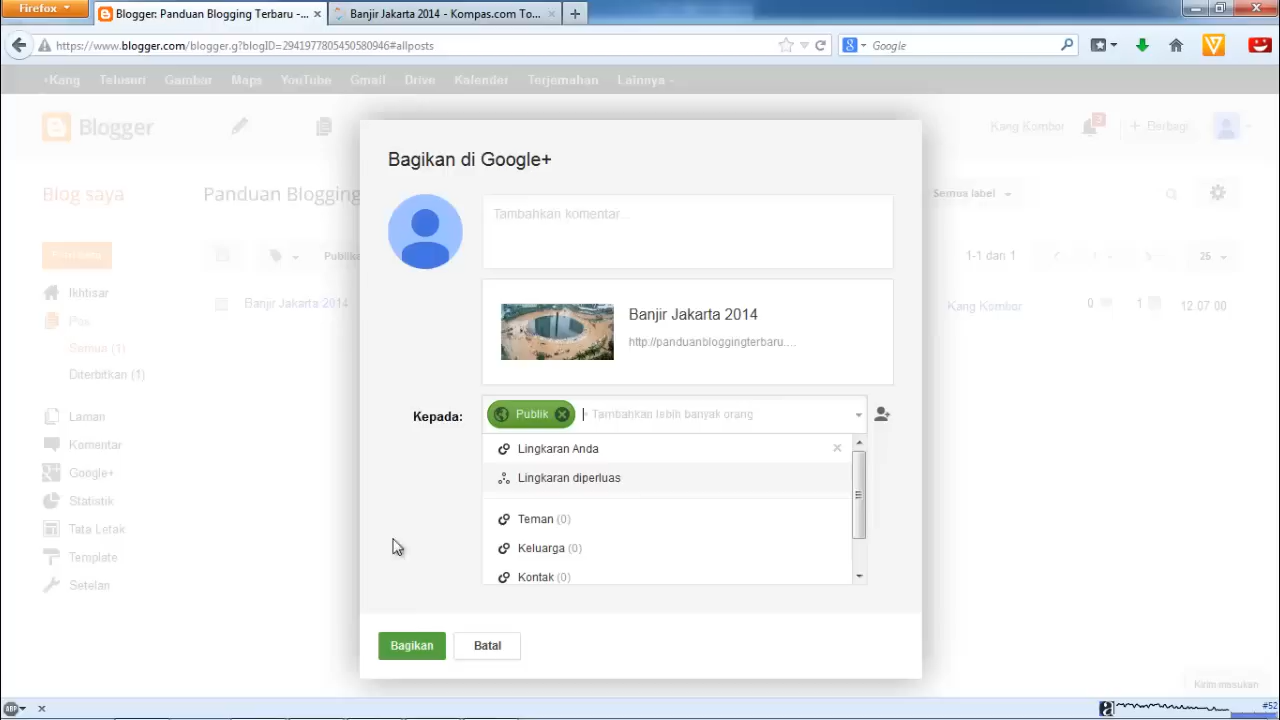 Firefox
Blogger: Panduan Blogging Terbaru -...
Banjir Jakarta 2014 - Kompas.com To...
https://www.blogger.com/blogger.g?blogID=2941977805450580946#allposts
Google
+Kang Telusuri Gambar Maps YouTube Gmail Drive Kalender Terjemahan Lainnya
Blogger
Kang Kombor
3
+ Berbagi
Bagikan di Google+
Blog saya
Panduan Blogging
Semua label
Tambahkan komentar...
Publika
1-1 dari 1
25
Ikhtisar
Banjir Jakarta 2014
Kang Kombor
0
1
12 07 00
Pos
Semua (1)
Diterbitkan (1)
Banjir Jakarta 2014
http://panduanbloggingterbaru....
Laman
Komentar
Google+
Statistik
Tata Letak
Template
Setelan
Kepada:
Publik
+ Tambahkan lebih banyak orang
Lingkaran Anda
Lingkaran diperluas
Teman (0)
Keluarga (0)
Kontak (0)
Bagikan
Batal
Kirim masukan
ABP
#52